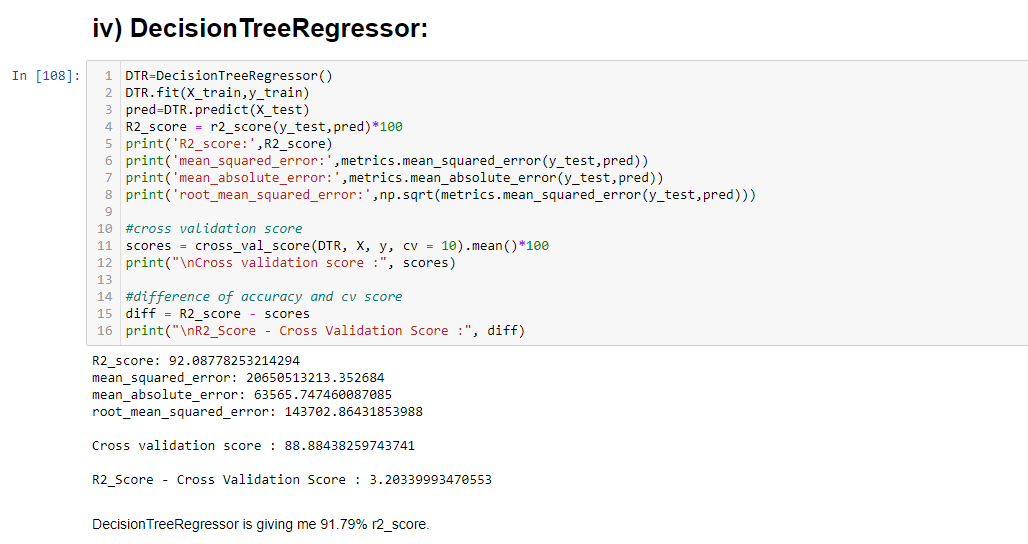 iv) DecisionTreeRegressor:
In [108]:
1 DTR=DecisionTreeRegressor()
2 DTR.fit(X_train,y_train)
3 pred=DTR.predict(X_test)
4 R2_score = r2_score(y_test,pred)*100
5 print('R2_score:',R2_score)
6 print('mean_squared_error:',metrics.mean_squared_error(y_test,pred))
7 print('mean_absolute_error:',metrics.mean_absolute_error(y_test,pred))
8 print('root_mean_squared_error:',np.sqrt(metrics.mean_squared_error(y_test,pred)))
9
10 #cross validation score
11 scores = cross_val_score(DTR, X, y, cv = 10).mean()*100
12 print("\nCross validation score :", scores)
13
14 #difference of accuracy and cv score
15 diff = R2_score - scores
16 print("\nR2_Score - Cross Validation Score :", diff)
R2_score: 92.08778253214294
mean_squared_error: 20650513213.352684
mean_absolute_error: 63565.747460087085
root_mean_squared_error: 143702.86431853988
Cross validation score : 88.88438259743741
R2_Score - Cross Validation Score : 3.20339993470553
DecisionTreeRegressor is giving me 91.79% r2_score.